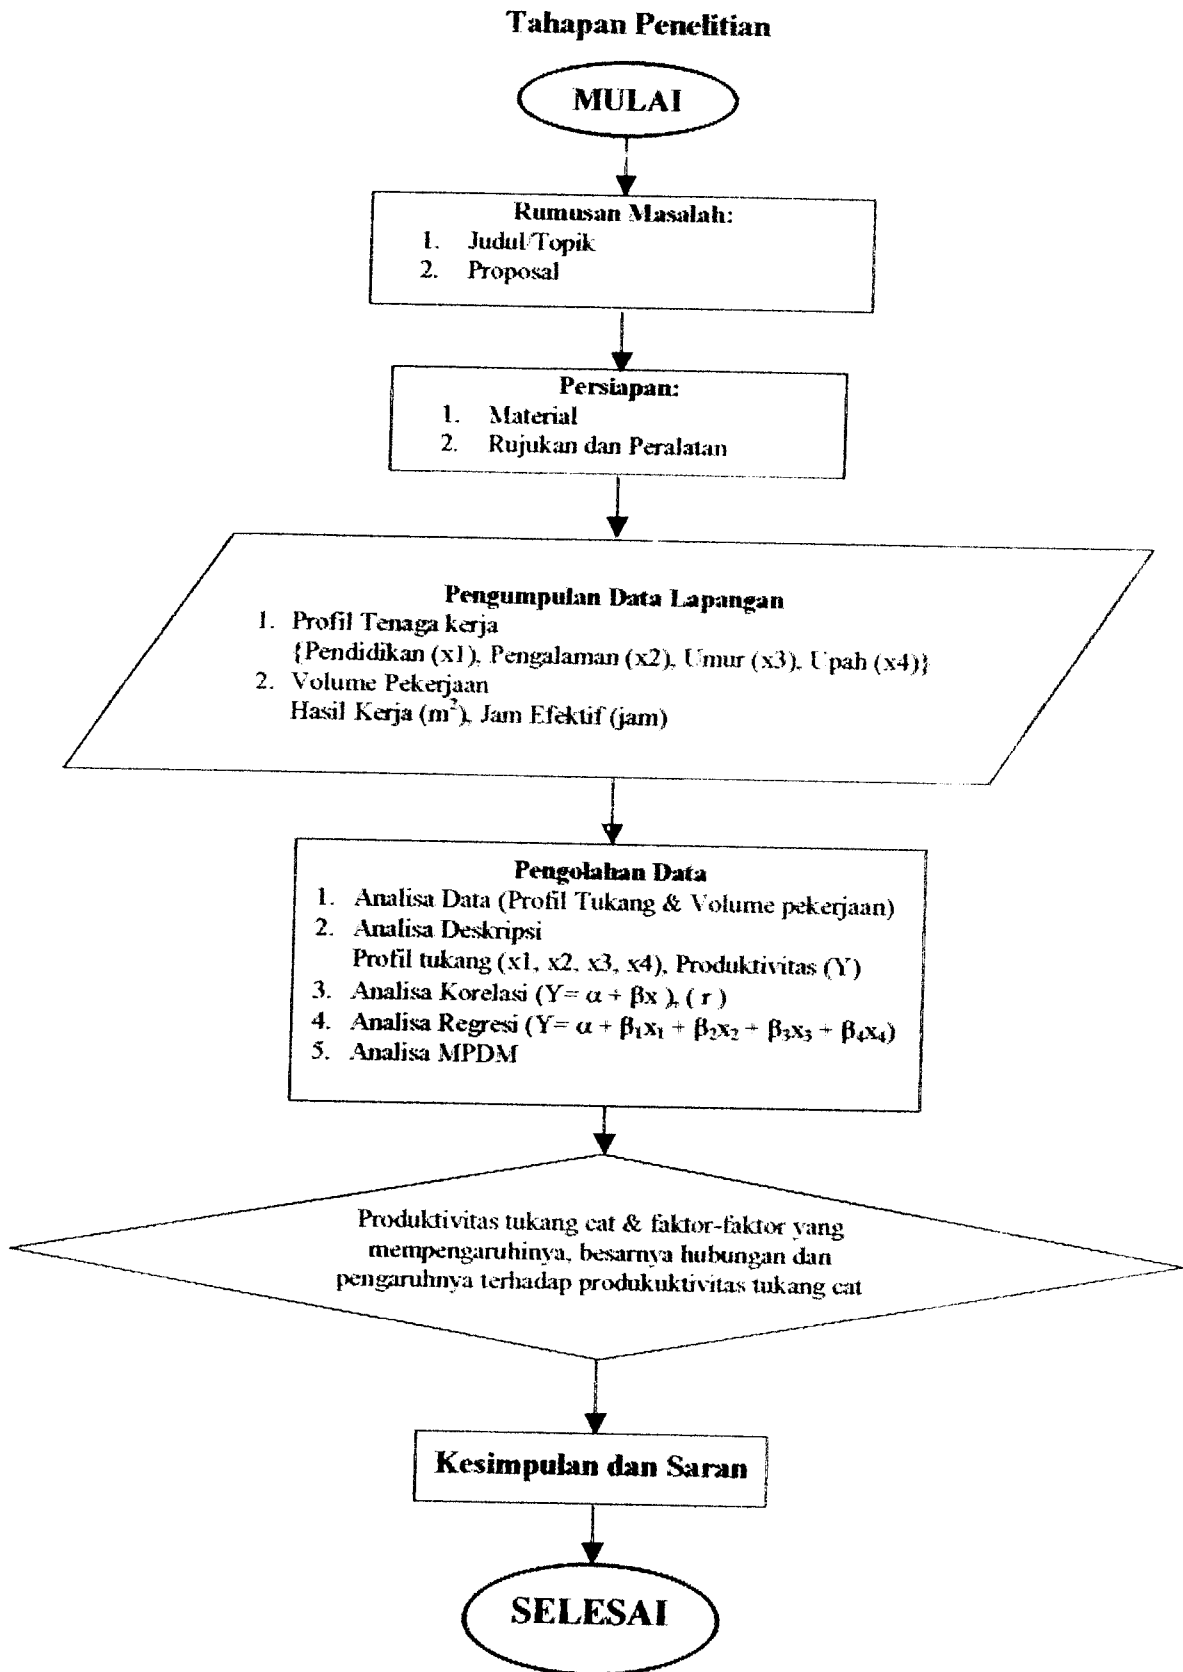 Tahapan Penelitian
MULAI
Rumusan Masalah:
1. Judul/Topik
2. Proposal
Persiapan:
1. Material
2. Rujukan dan Peralatan
Pengumpulan Data Lapangan
1. Profil Tenaga kerja
{Pendidikan (x1), Pengalaman (x2), Umur (x3), Upah (x4)}
2. Volume Pekerjaan
Hasil Kerja (m²), Jam Efektif (jam)
Pengolahan Data
1. Analisa Data (Profil Tukang & Volume pekerjaan)
2. Analisa Deskripsi
Profil tukang (x1, x2, x3, x4), Produktivitas (Y)
3. Analisa Korelasi (Y= α + βx ), ( r )
4. Analisa Regresi (Y= α + β₁x₁ + β₂x₂ + β₃x₃ + β₄x₄)
5. Analisa MPDM
Produktivitas tukang cat & faktor-faktor yang
mempengaruhinya, besarnya hubungan dan
pengaruhnya terhadap produkuktivitas tukang cat
Kesimpulan dan Saran
SELESAI